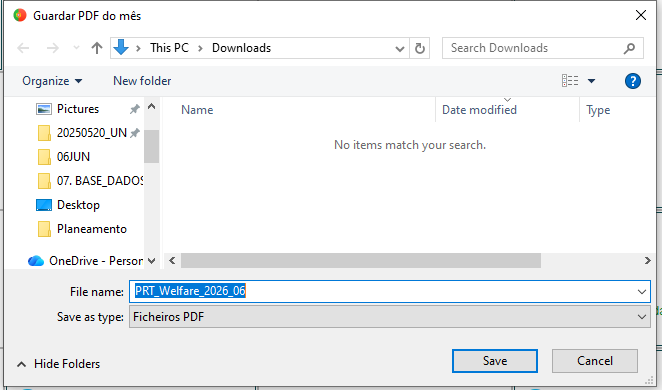 Guardar PDF do mês
This PC > Downloads
Search Downloads
Organize
New folder
Pictures
20250520_UN
06JUN
07. BASE_DADOS
Desktop
Planeamento
OneDrive - Person
Name
Date modified
Type
No items match your search.
File name: PRT_Welfare_2026_06
Save as type: Ficheiros PDF
Hide Folders
Save
Cancel